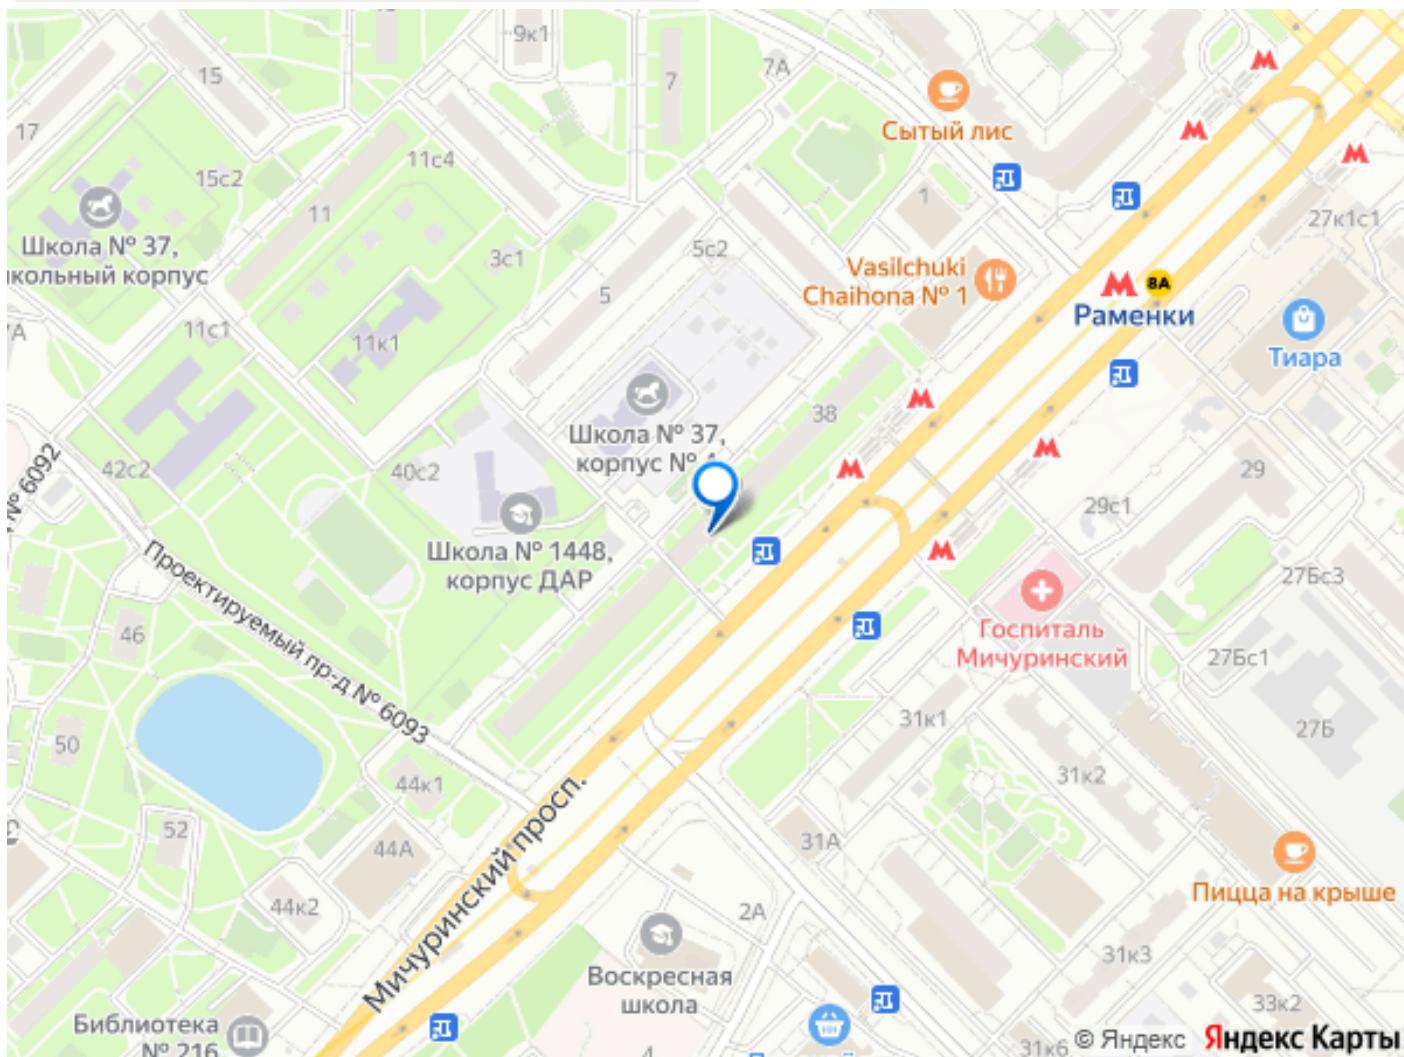 9к1
15
7
7А
Сытый лис
17
11с4
15с2
1
11
27к1с1
Школа № 37,
школьный корпус
5с2
3с1
Vasilchuki
Chaihona № 1
8А
Раменки
5
11с1
7А
11к1
Тиара
38
Школа № 37,
корпус №
42с2
40с2
29
№ 6092
29с1
Школа № 1448,
корпус ДАР
27Бс3
Проектируемый пр-д № 6093
46
Госпиталь
Мичуринский
27Бс1
31к1
50
27Б
31к2
44к1
52
31А
44А
Мичуринский просп.
Пицца на крыше
44к2
2А
31к3
Воскресная
школа
33к2
Библиотека
№ 216
4
31к6
© Яндекс
Яндекс Карты